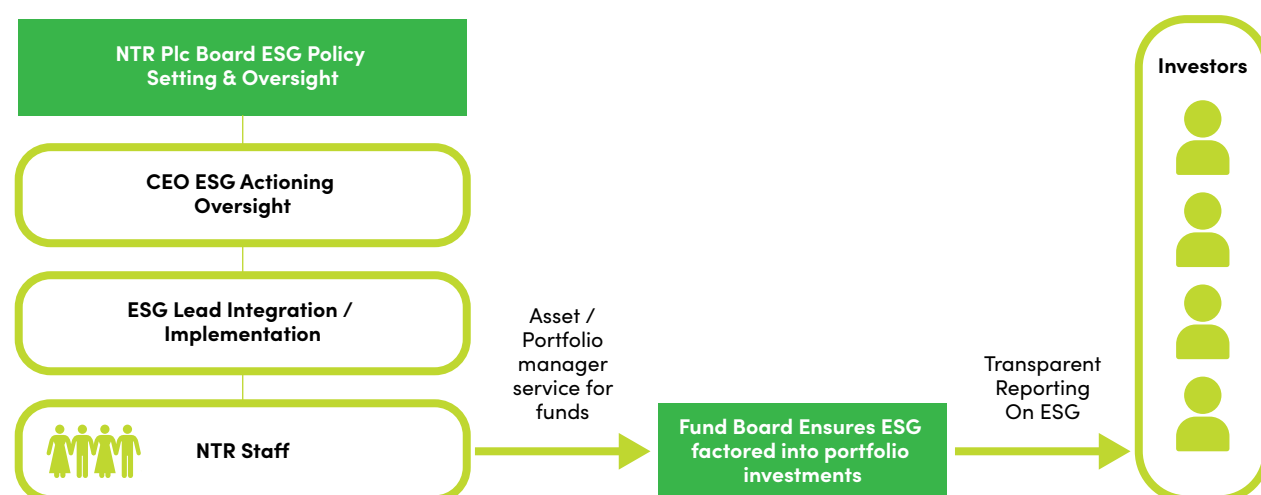 NTR Plc Board ESG Policy
Setting & Oversight
CEO ESG Actioning
Oversight
ESG Lead Integration /
Implementation
NTR Staff
Asset /
Portfolio
manager
service for
funds
Fund Board Ensures ESG
factored into portfolio
investments
Transparent
Reporting
On ESG
Investors